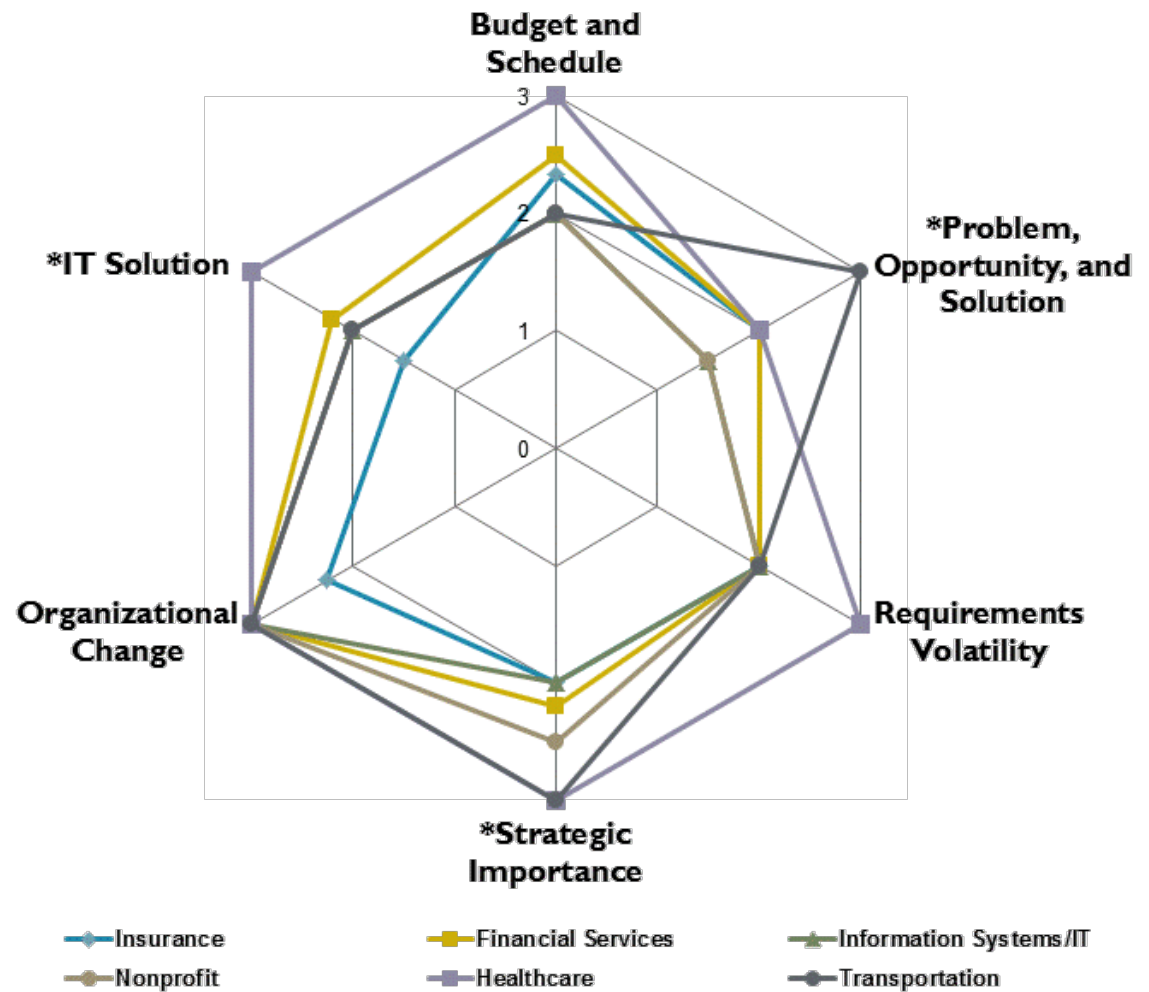 Budget and
Schedule
3
*Problem,
Opportunity, and
Solution
2
*IT Solution
1
0
Organizational
Change
Requirements
Volatility
*Strategic
Importance
Insurance
Financial Services
Information Systems/IT
Nonprofit
Healthcare
Transportation